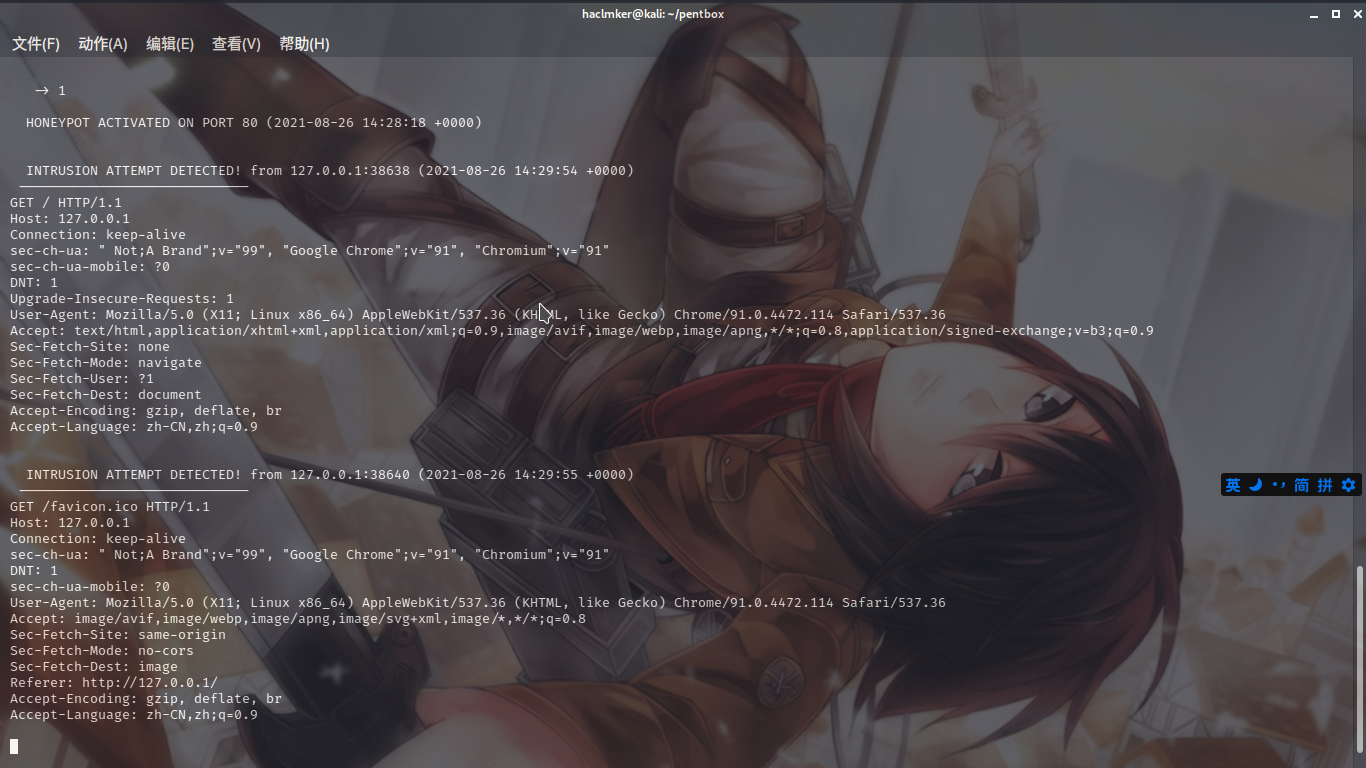 haclmker@kali: ~/pentbox
文件(F) 动作(A) 编辑(E) 查看(V) 帮助(H)
-> 1
HONEYPOT ACTIVATED ON PORT 80 (2021-08-26 14:28:18 +0000)
INTRUSION ATTEMPT DETECTED! from 127.0.0.1:38638 (2021-08-26 14:29:54 +0000)
GET / HTTP/1.1
Host: 127.0.0.1
Connection: keep-alive
sec-ch-ua: " Not;A Brand";v="99", "Google Chrome";v="91", "Chromium";v="91"
sec-ch-ua-mobile: ?0
DNT: 1
Upgrade-Insecure-Requests: 1
User-Agent: Mozilla/5.0 (X11; Linux x86_64) AppleWebKit/537.36 (KHTML, like Gecko) Chrome/91.0.4472.114 Safari/537.36
Accept: text/html,application/xhtml+xml,application/xml;q=0.9,image/avif,image/webp,image/apng,*/*;q=0.8,application/signed-exchange;v=b3;q=0.9
Sec-Fetch-Site: none
Sec-Fetch-Mode: navigate
Sec-Fetch-User: ?1
Sec-Fetch-Dest: document
Accept-Encoding: gzip, deflate, br
Accept-Language: zh-CN,zh;q=0.9
INTRUSION ATTEMPT DETECTED! from 127.0.0.1:38640 (2021-08-26 14:29:55 +0000)
英 简 拼
GET /favicon.ico HTTP/1.1
Host: 127.0.0.1
Connection: keep-alive
sec-ch-ua: " Not;A Brand";v="99", "Google Chrome";v="91", "Chromium";v="91"
DNT: 1
sec-ch-ua-mobile: ?0
User-Agent: Mozilla/5.0 (X11; Linux x86_64) AppleWebKit/537.36 (KHTML, like Gecko) Chrome/91.0.4472.114 Safari/537.36
Accept: image/avif,image/webp,image/apng,image/svg+xml,image/*,*/*;q=0.8
Sec-Fetch-Site: same-origin
Sec-Fetch-Mode: no-cors
Sec-Fetch-Dest: image
Referer: http://127.0.0.1/
Accept-Encoding: gzip, deflate, br
Accept-Language: zh-CN,zh;q=0.9